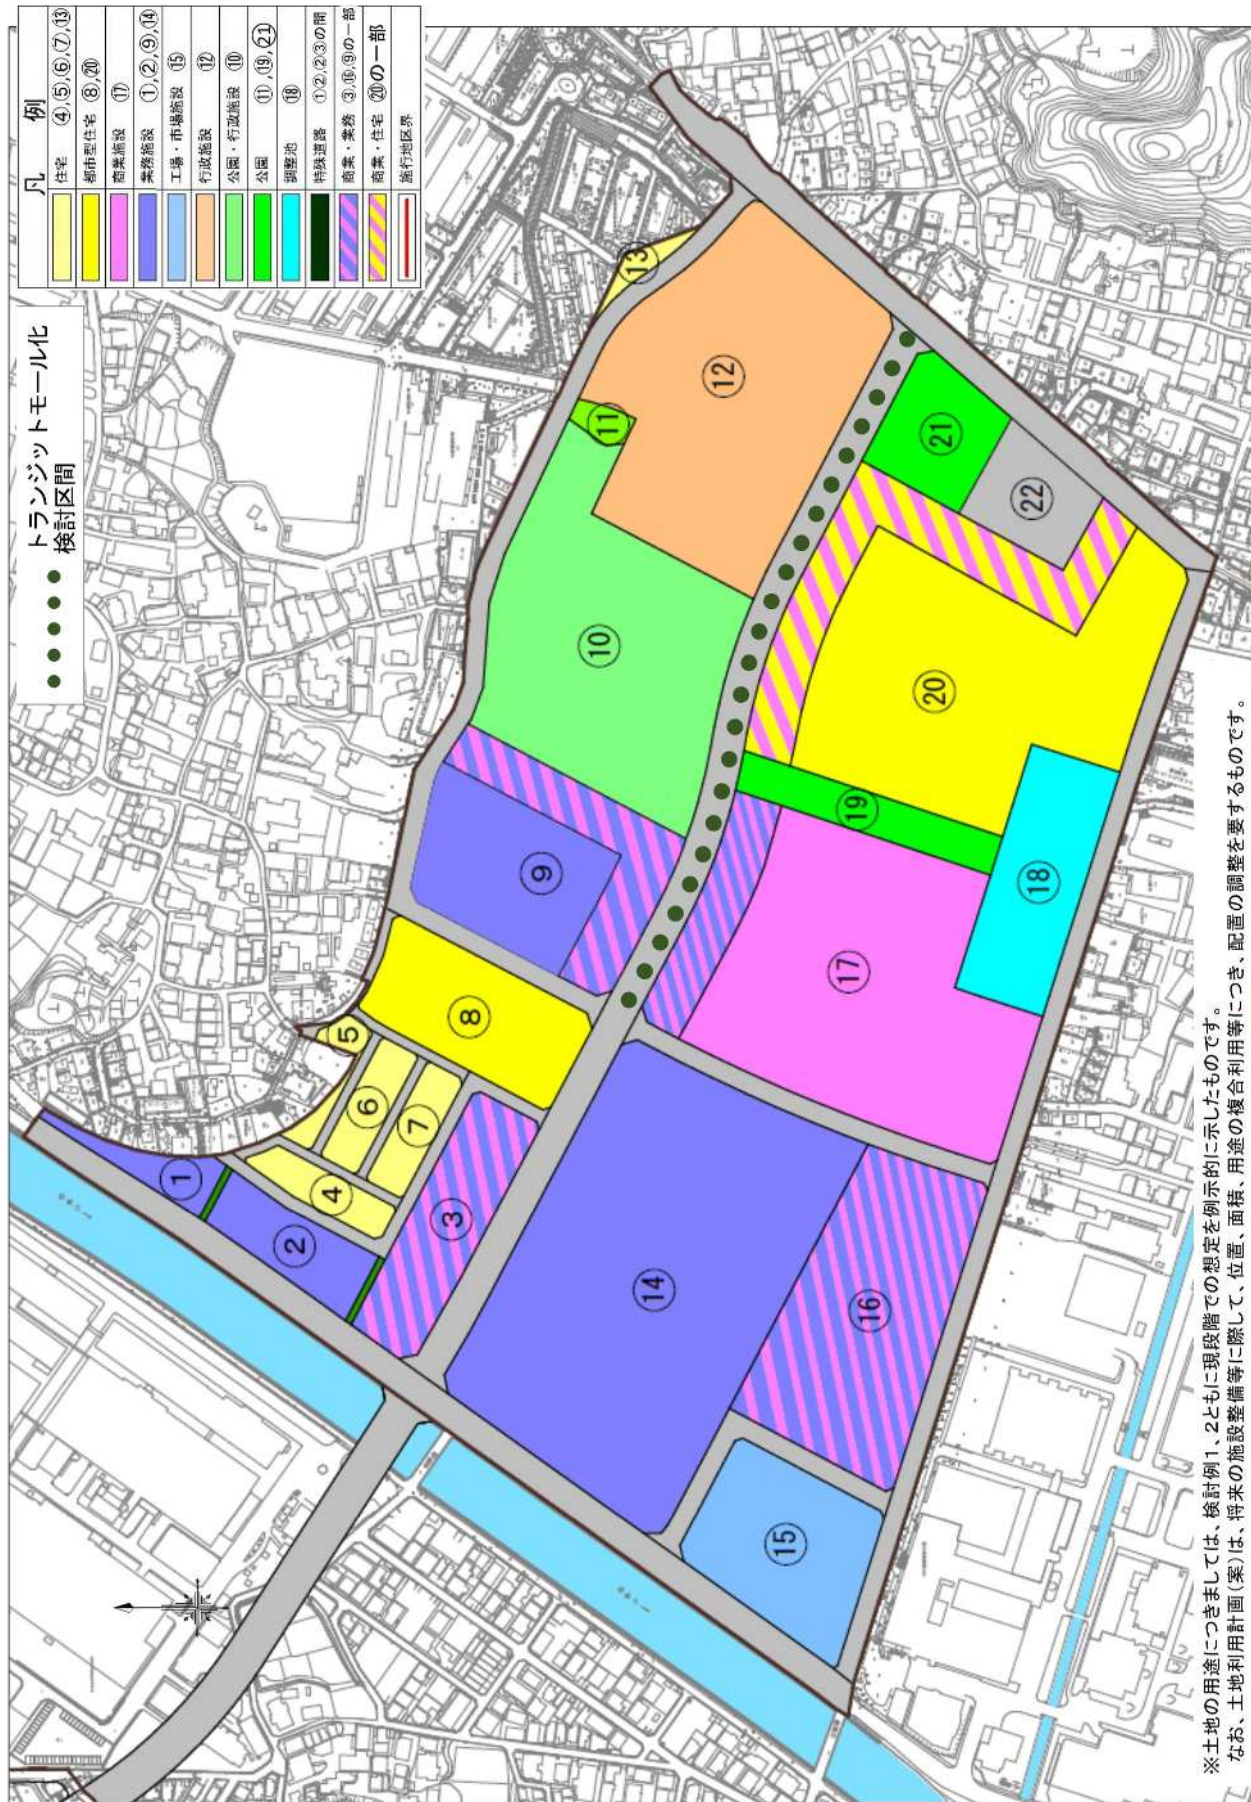 凡 例
住宅 ④,⑤,⑥,⑦,⑬
都市型住宅 ⑧,⑳
商業施設 ⑰
業務施設 ①,②,⑨,⑭
工場・市場施設 ⑮
行政施設 ⑫
公園・行政施設 ⑩
公園 ⑪,⑲,㉑
調整池 ⑱
特殊道路 ①②,②③の間
商業・業務 ③,⑯,⑨の一部
商業・住宅 ⑳の一部
施行地区界
トランジットモール化
検討区間
①
②
③
④
⑤
⑥
⑦
⑧
⑨
⑩
⑪
⑫
⑬
⑭
⑮
⑯
⑰
⑱
⑲
⑳
㉑
㉒
※土地の用途につきましては、検討例1、2ともに現段階での想定を例示的に示したものです。
なお、土地利用計画(案)は、将来の施設整備等に際して、位置、面積、用途の複合利用等につき、配置の調整を要するものです。